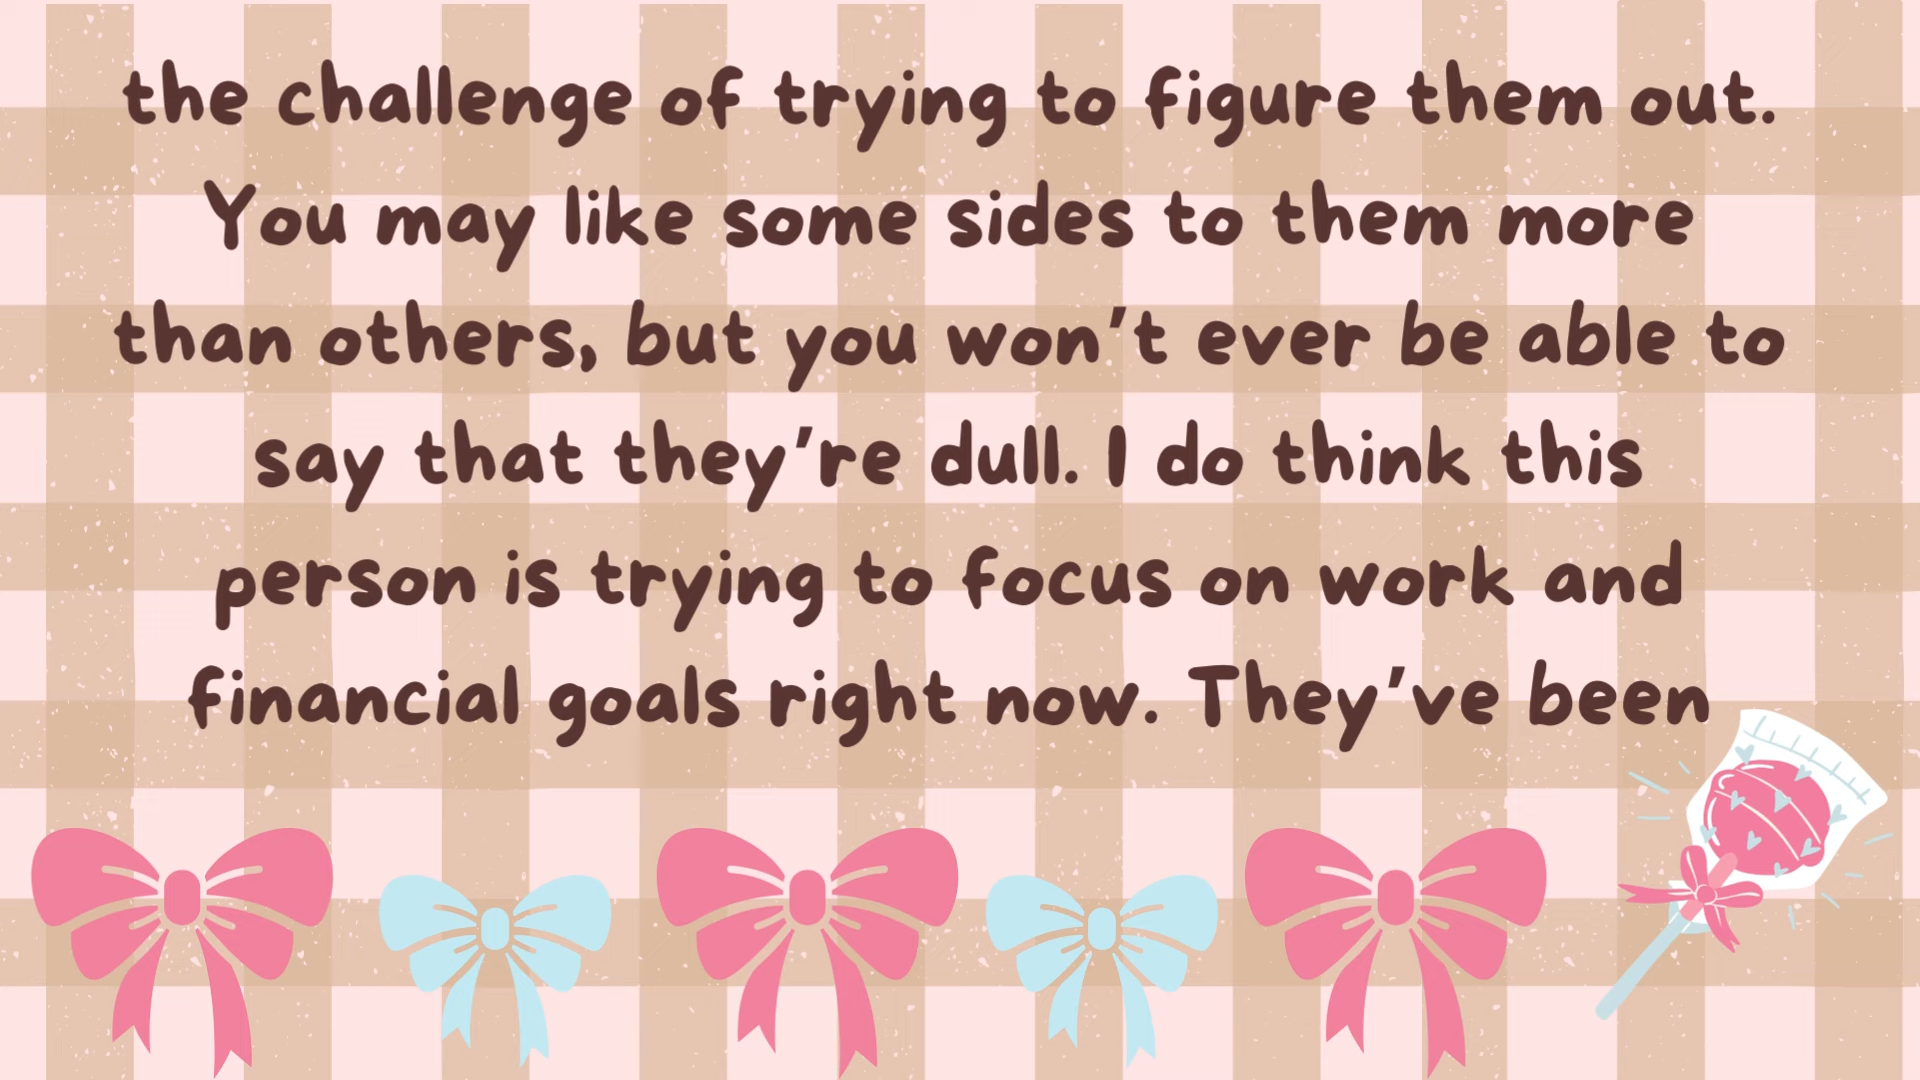 the challenge of trying to figure them out.
You may like some sides to them more
than others, but you won't ever be able to
say that they're dull. I do think this
person is trying to focus on work and
financial goals right now. They've been